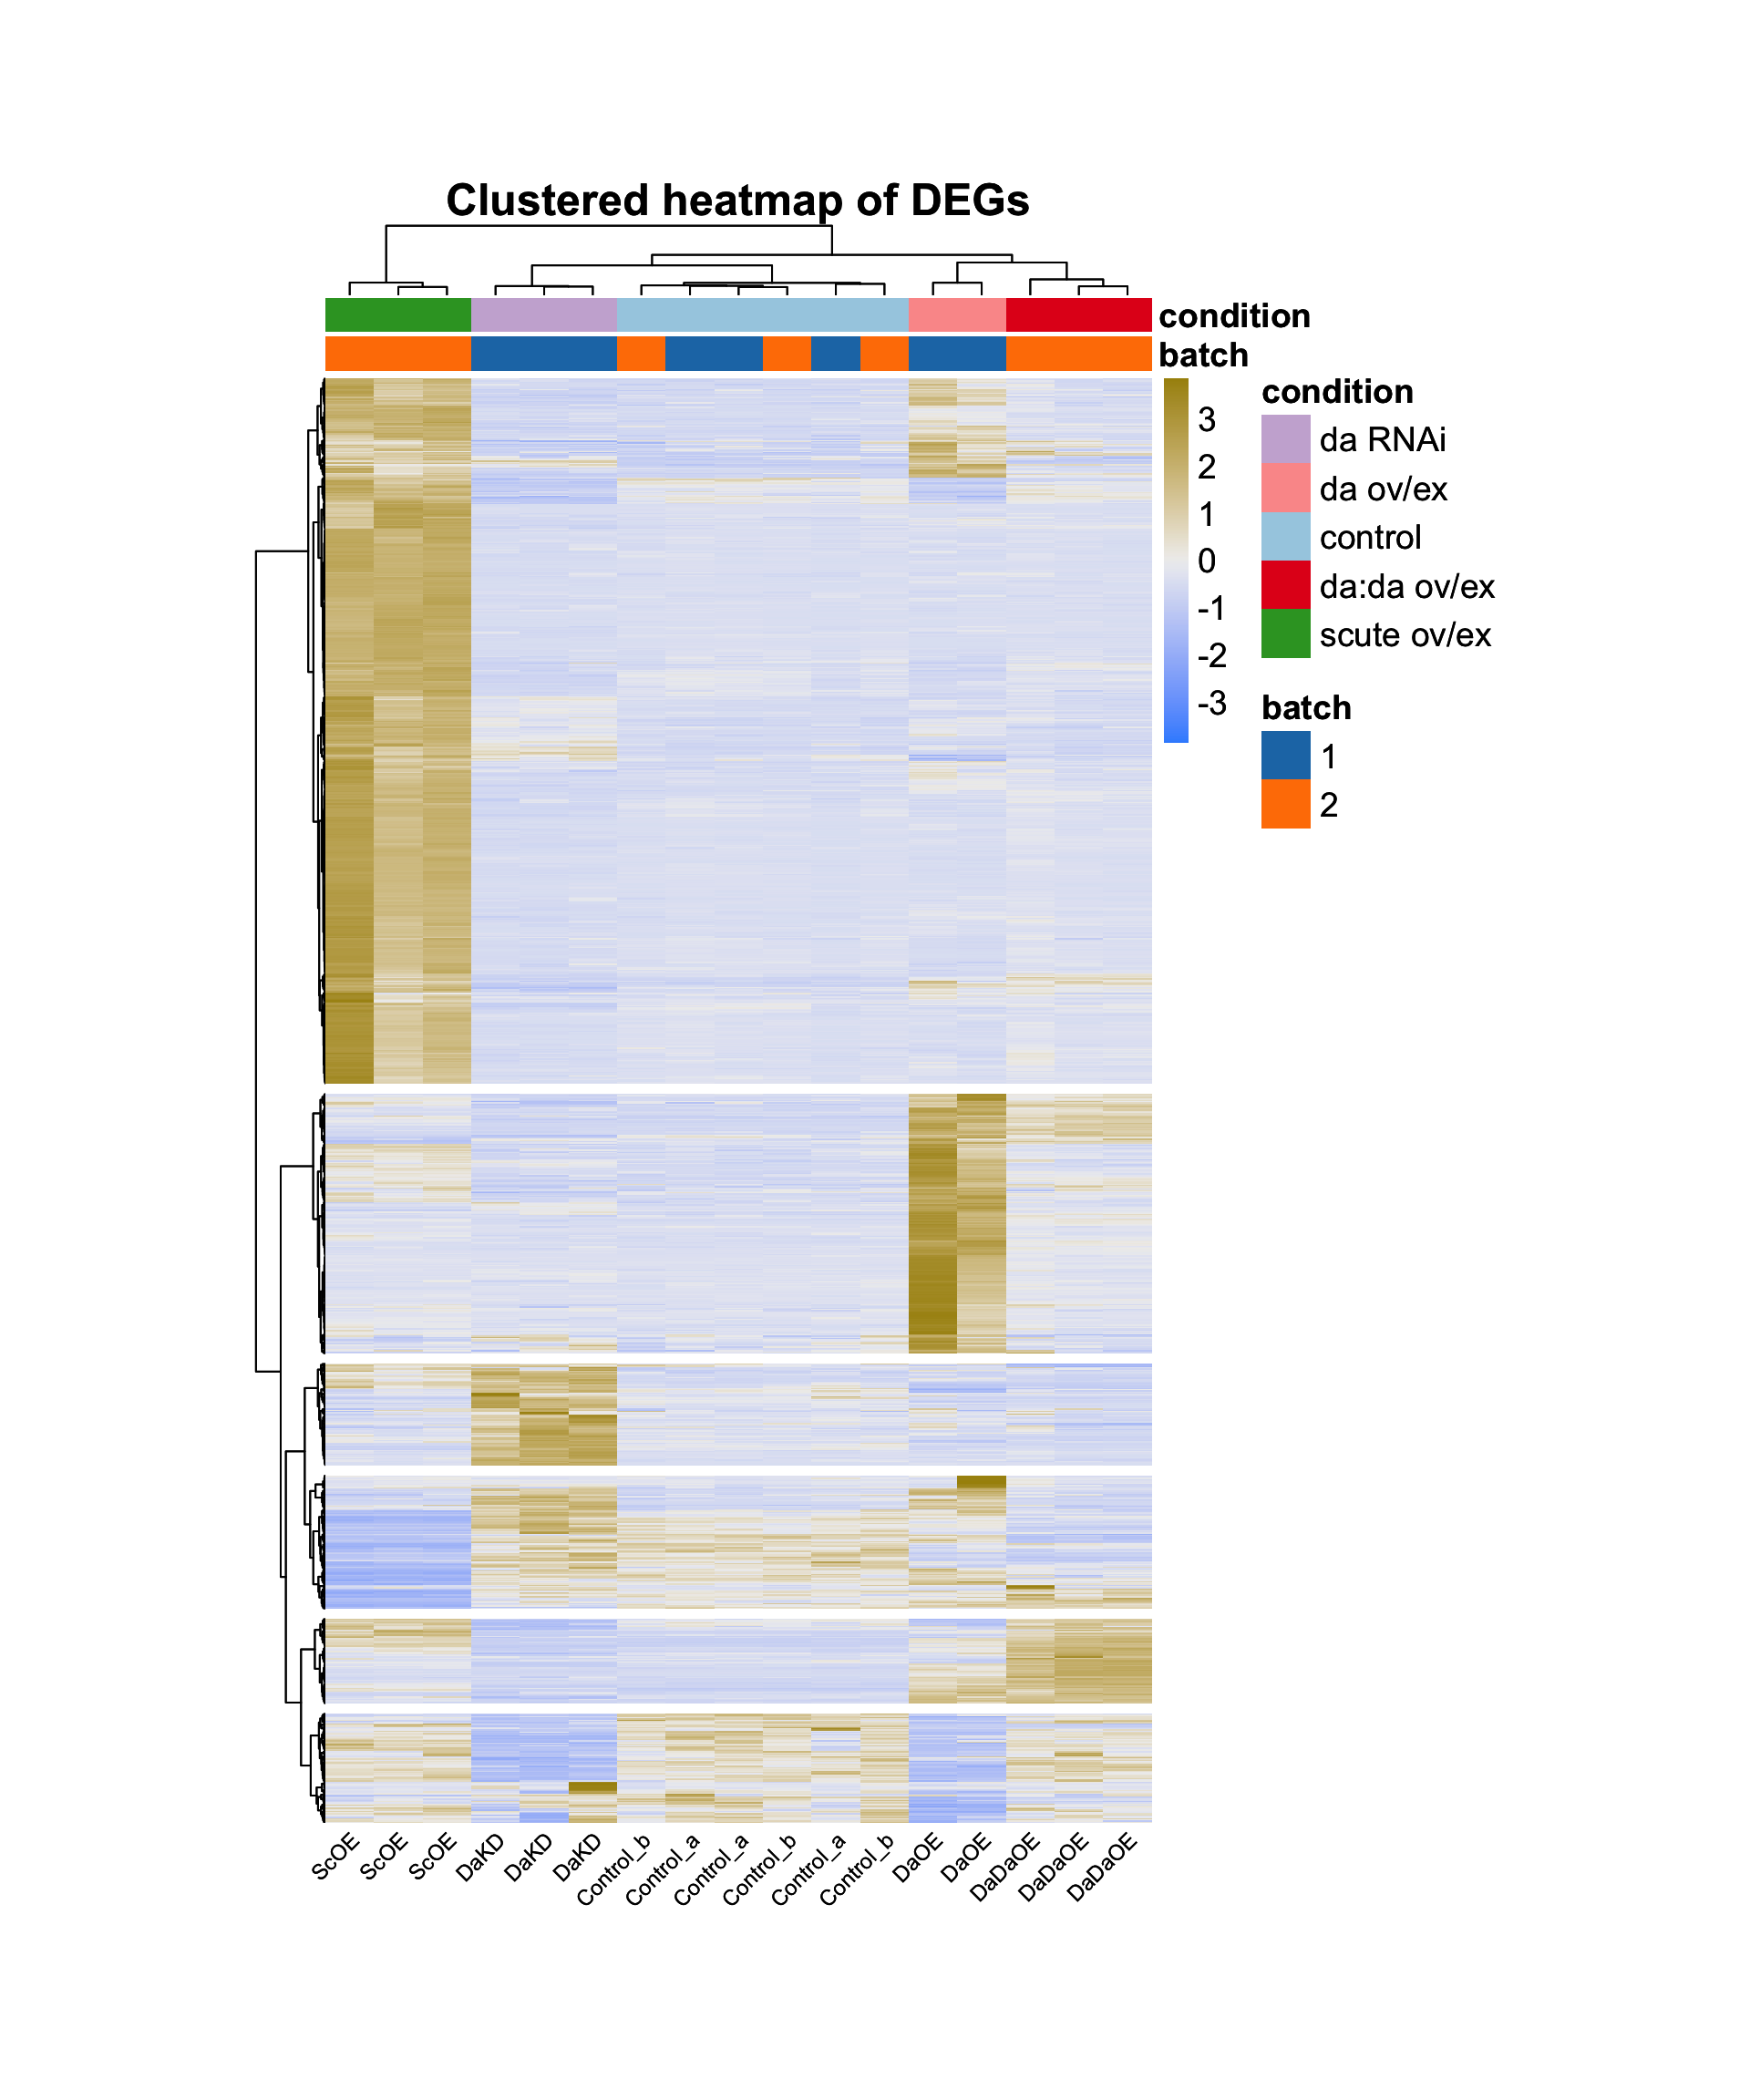 Clustered heatmap of DEGs
condition
batch
3
2
1
0
-1
-2
-3
condition
da RNAi
da ov/ex
control
da:da ov/ex
scute ov/ex
batch
1
2
ScOE
ScOE
ScOE
DaKD
DaKD
DaKD
Control_b
Control_a
Control_a
Control_b
Control_a
Control_b
DaOE
DaOE
DaDaOE
DaDaOE
DaDaOE